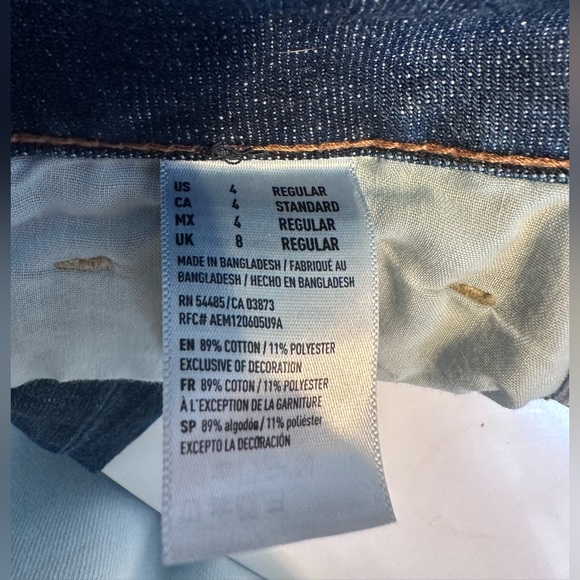 US 4 REGULAR
CA 4 STANDARD
MX 4 REGULAR
UK 8 REGULAR
MADE IN BANGLADESH / FABRIQUÉ AU
BANGLADESH / HECHO EN BANGLADESH
RN 54485/CA 03873
RFC# AEM120605U9A
EN 89% COTTON / 11% POLYESTER
EXCLUSIVE OF DECORATION
FR 89% COTON / 11% POLYESTER
À L'EXCEPTION DE LA GARNITURE
SP 89% algodón / 11% poliéster
EXCEPTO LA DECORACIÓN